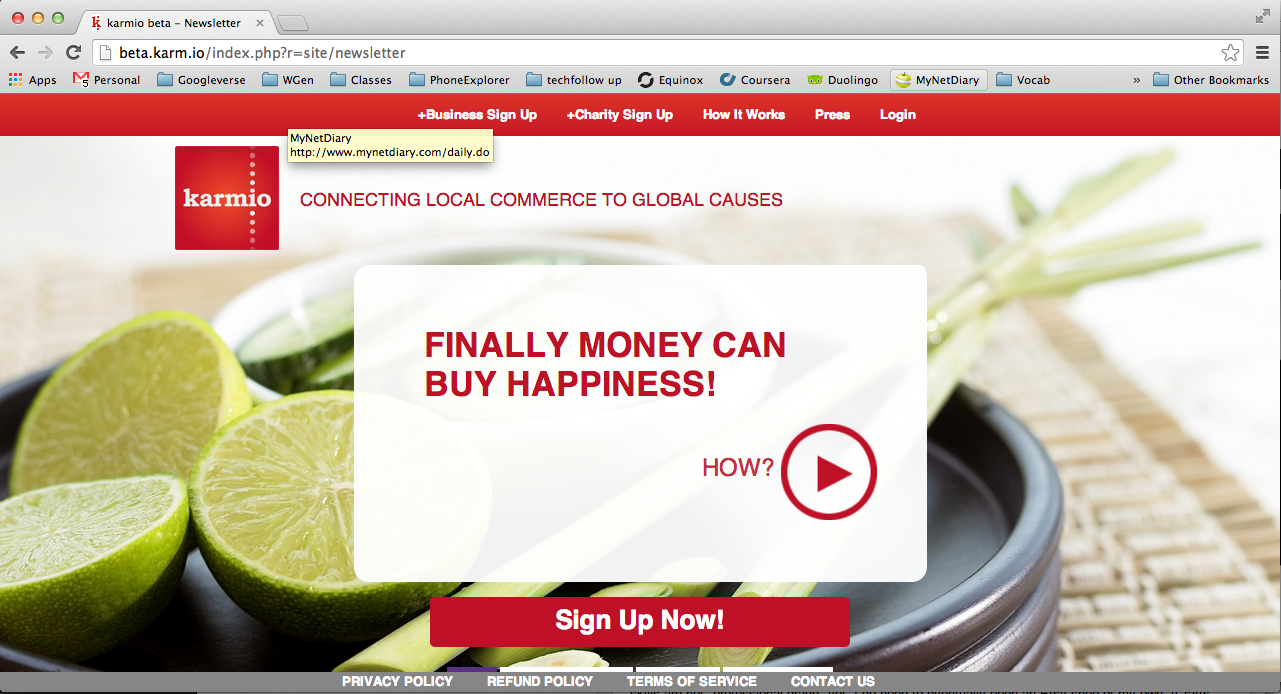 karmio beta – Newsletter
beta.karm.io/index.php?r=site/newsletter
Apps 5 Personal Googleverse WGen Classes PhoneExplorer techfollow up Equinox Coursera Duolingo MyNetDiary Vocab » Other Bookmarks
+Business Sign Up +Charity Sign Up How It Works Press Login
MyNetDiary
http://www.mynetdiary.com/daily.do
karmio
CONNECTING LOCAL COMMERCE TO GLOBAL CAUSES
FINALLY MONEY CAN
BUY HAPPINESS!
HOW?
Sign Up Now!
PRIVACY POLICY REFUND POLICY TERMS OF SERVICE CONTACT US